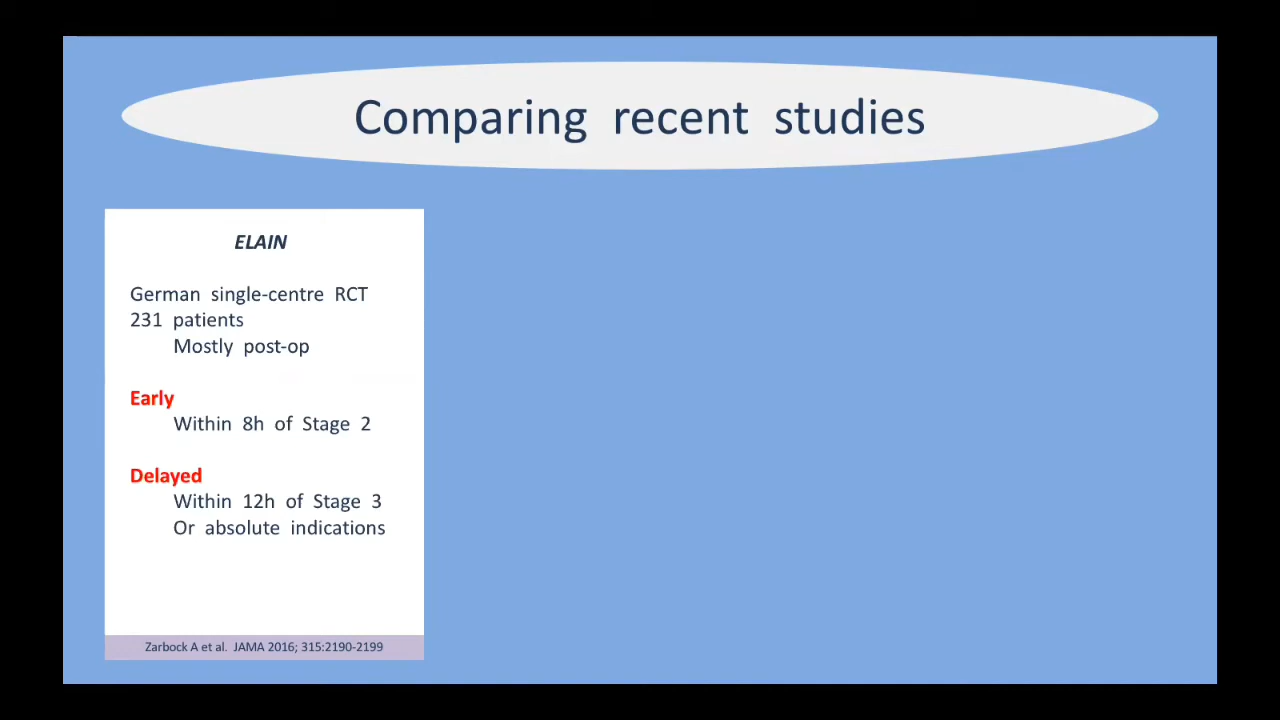 Comparing recent studies
ELAIN
German single-centre RCT
231 patients
Mostly post-op
Early
Within 8h of Stage 2
Delayed
Within 12h of Stage 3
Or absolute indications
Zarbock A et al. JAMA 2016; 315:2190-2199